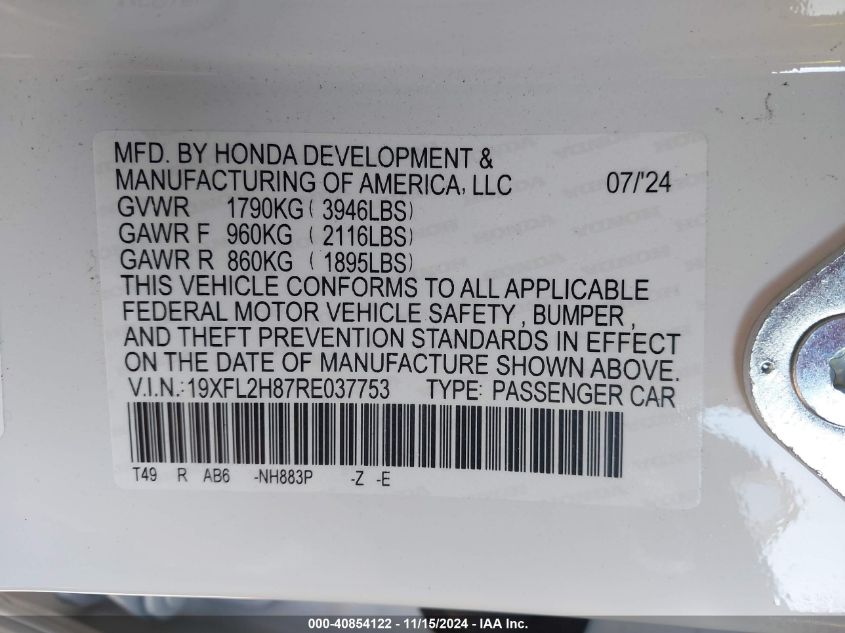 MFD. BY HONDA DEVELOPMENT &
MANUFACTURING OF AMERICA, LLC 07/'24
GVWR 1790KG ( 3946LBS)
GAWR F 960KG ( 2116LBS)
GAWR R 860KG ( 1895LBS)
THIS VEHICLE CONFORMS TO ALL APPLICABLE
FEDERAL MOTOR VEHICLE SAFETY , BUMPER ,
AND THEFT PREVENTION STANDARDS IN EFFECT
ON THE DATE OF MANUFACTURE SHOWN ABOVE.
V.I.N.:19XFL2H87RE037753 TYPE: PASSENGER CAR
T49 R AB6 -NH883P -Z -E
000-40854122 - 11/15/2024 - IAA Inc.